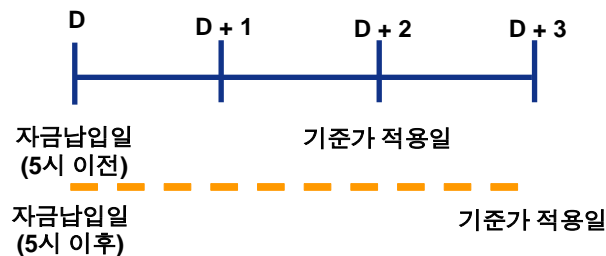 D
D + 1
D + 2
D + 3
자금납입일
(5시 이전)
기준가 적용일
자금납입일
(5시 이후)
기준가 적용일